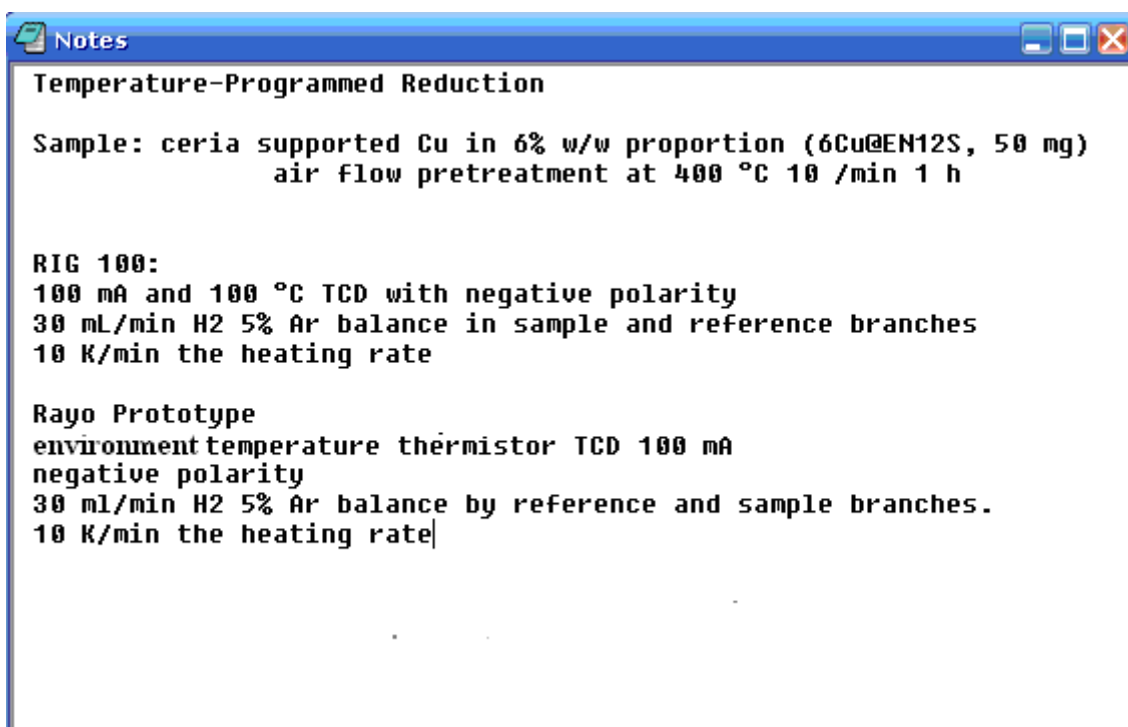 Notes
Temperature-Programmed Reduction
Sample: ceria supported Cu in 6% w/w proportion (6Cu@EN12S, 50 mg)
air flow pretreatment at 400 ºC 10 /min 1 h
RIG 100:
100 mA and 100 ºC TCD with negative polarity
30 mL/min H2 5% Ar balance in sample and reference branches
10 K/min the heating rate
Rayo Prototype
environment temperature thermistor TCD 100 mA
negative polarity
30 ml/min H2 5% Ar balance by reference and sample branches.
10 K/min the heating rate